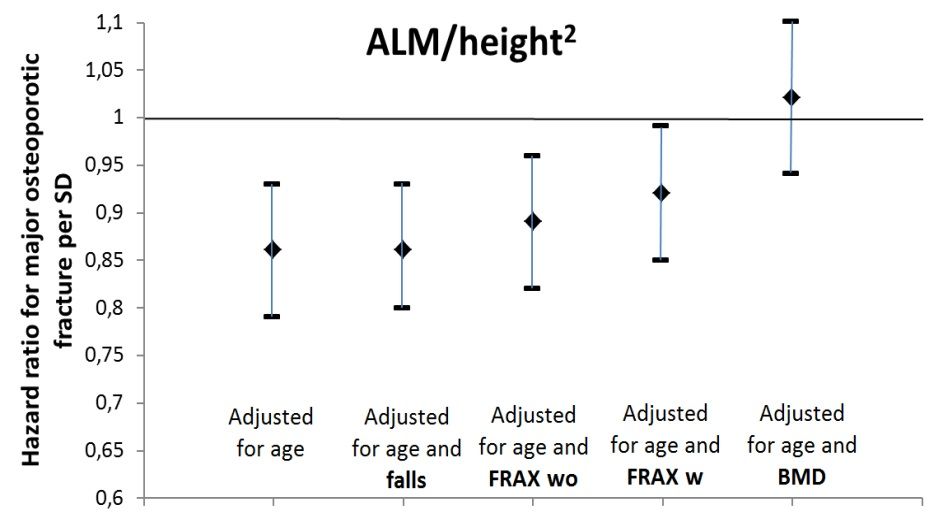 ALM/height²
Hazard ratio for major osteoporotic
fracture per SD
1,1
1,05
1
0,95
0,9
0,85
0,8
0,75
0,7
0,65
0,6
Adjusted
for age
Adjusted
for age and
falls
Adjusted
for age and
FRAX wo
Adjusted
for age and
FRAX w
Adjusted
for age and
BMD